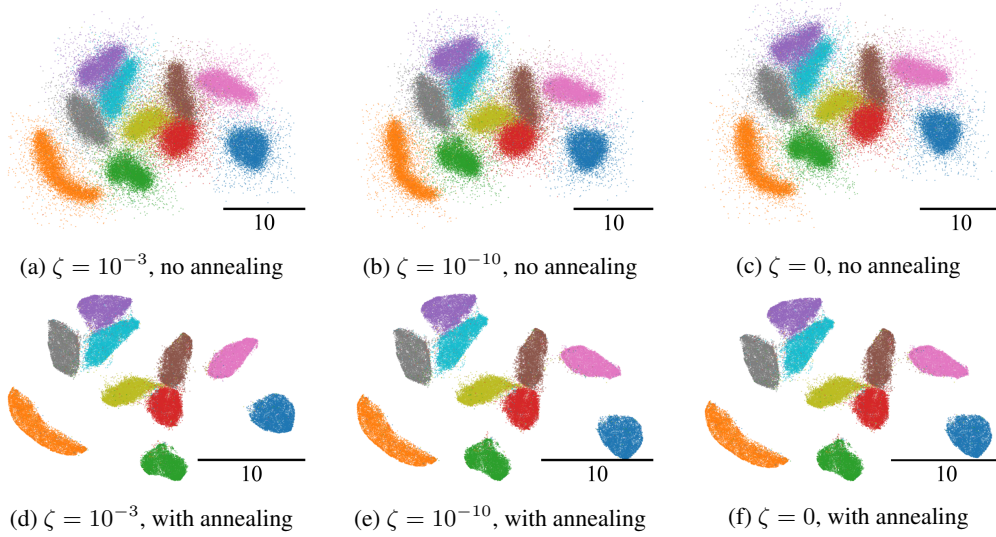 10 10 10
(a) ζ = 10⁻³, no annealing (b) ζ = 10⁻¹⁰, no annealing (c) ζ = 0, no annealing
10 10 10
(d) ζ = 10⁻³, with annealing (e) ζ = 10⁻¹⁰, with annealing (f) ζ = 0, with annealing